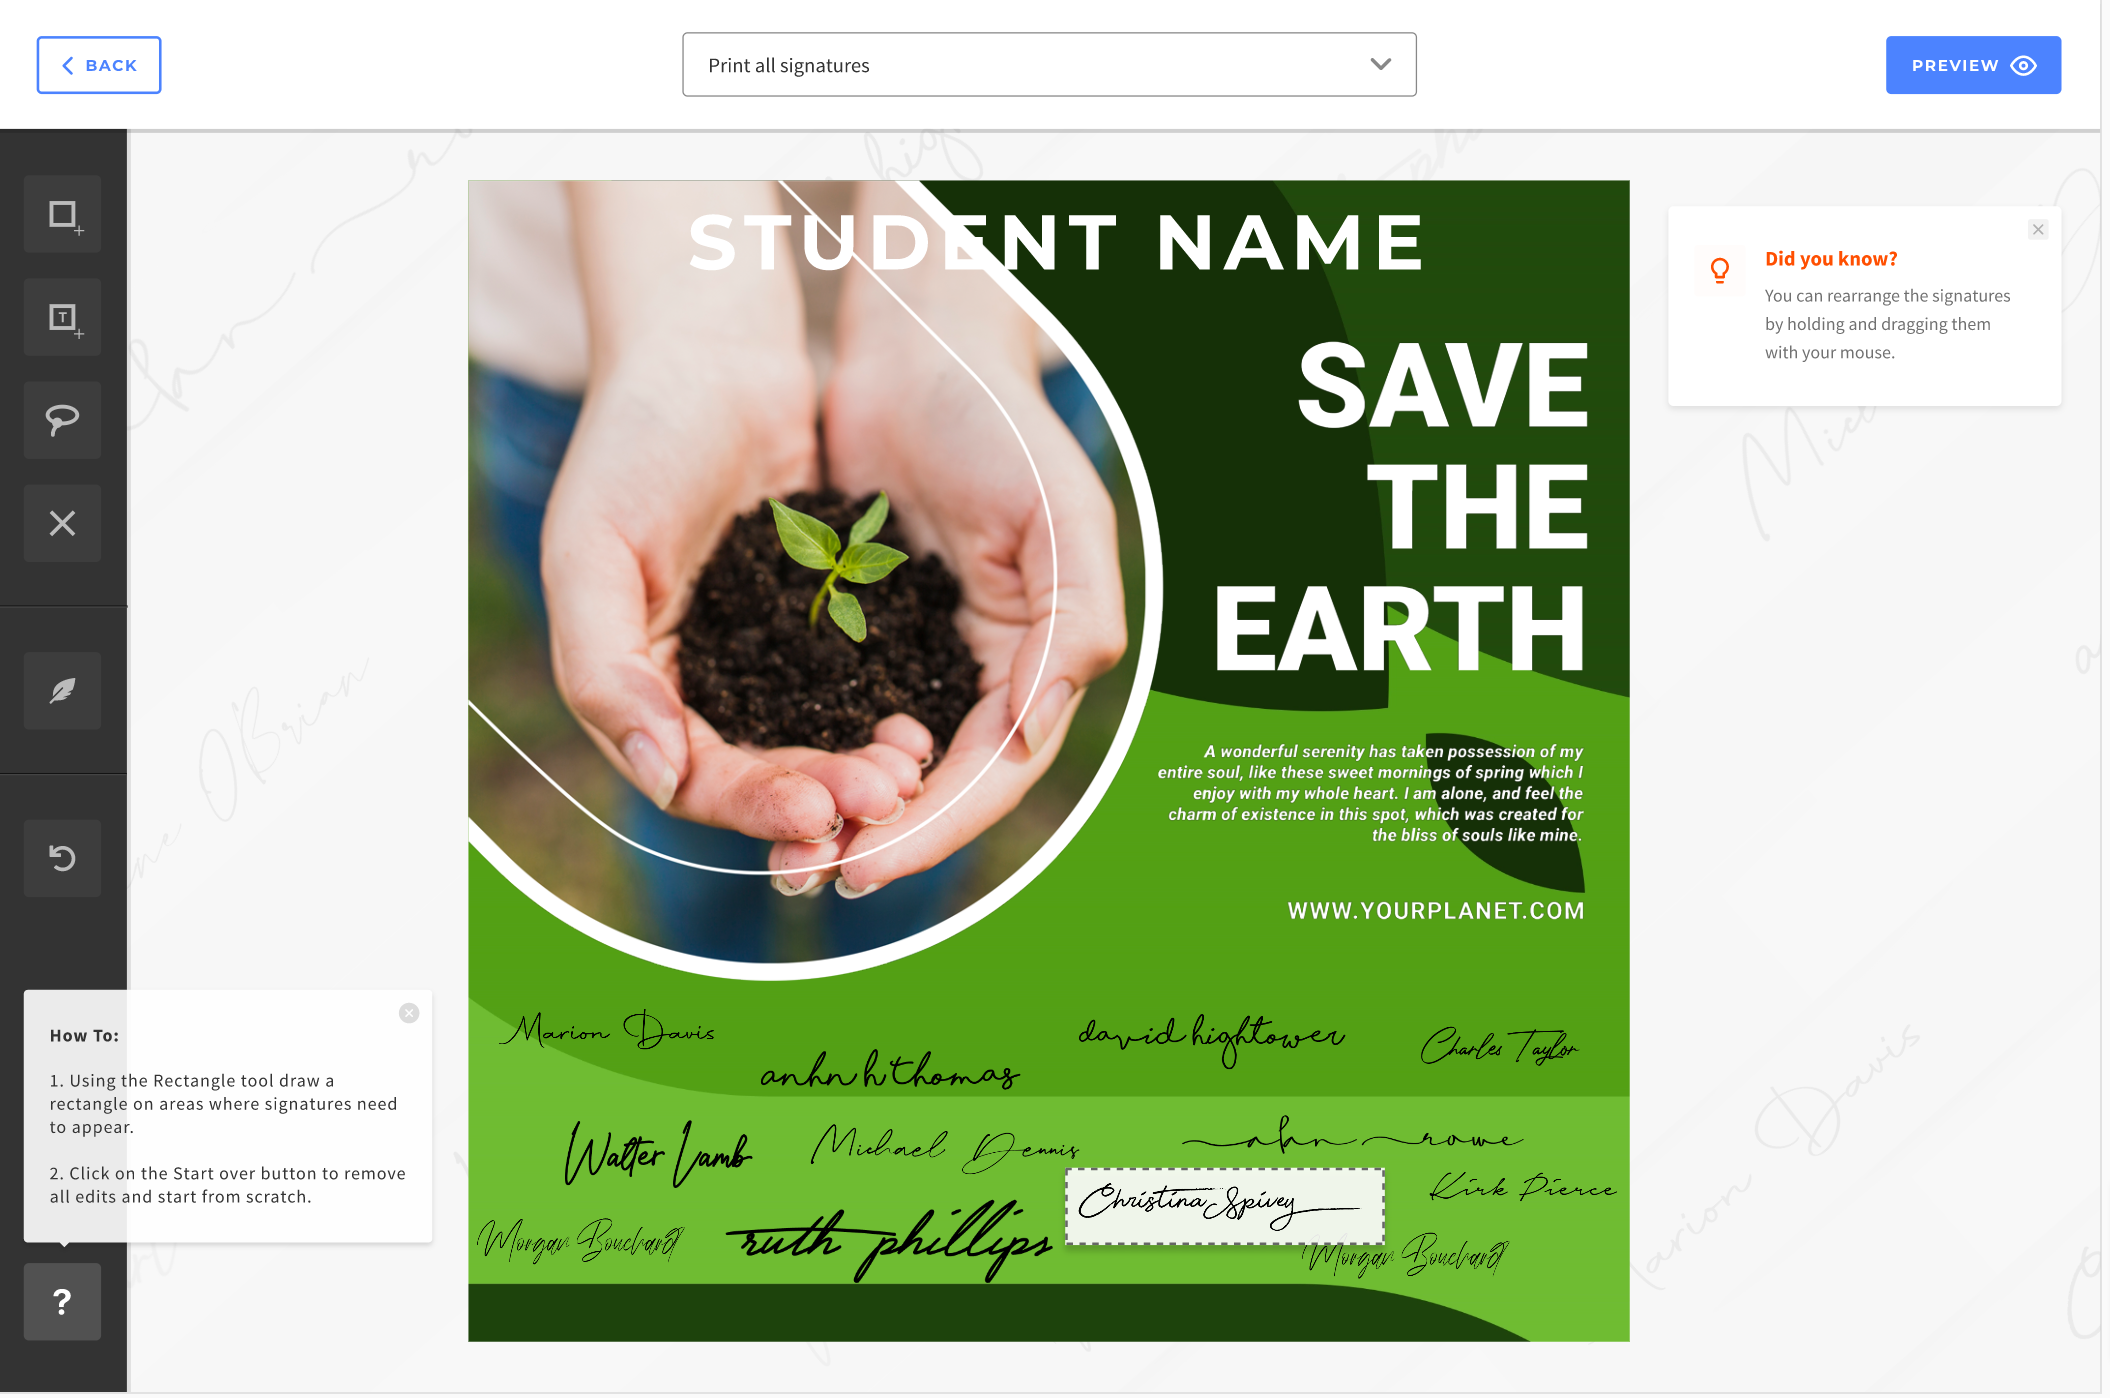 BACK
Print all signatures
PREVIEW
STUDENT NAME
SAVE
THE
EARTH
A wonderful serenity has taken possession of my
entire soul, like these sweet mornings of spring which I
enjoy with my whole heart. I am alone, and feel the
charm of existence in this spot, which was created for
the bliss of souls like mine.
WWW.YOURPLANET.COM
Did you know?
You can rearrange the signatures
by holding and dragging them
with your mouse.
T
How To:
1. Using the Rectangle tool draw a
rectangle on areas where signatures need
to appear.
2. Click on the Start over button to remove
all edits and start from scratch.
?
Marion Davis
david hightower
Charles Taylor
anhn h thomas
Walter Lamb
Michael Dennis
ahn rowe
Christina Spivey
Kirk Pierce
Morgan Bouchard
ruth phillips
Morgan Bouchard
O'Brian
Marion Davis